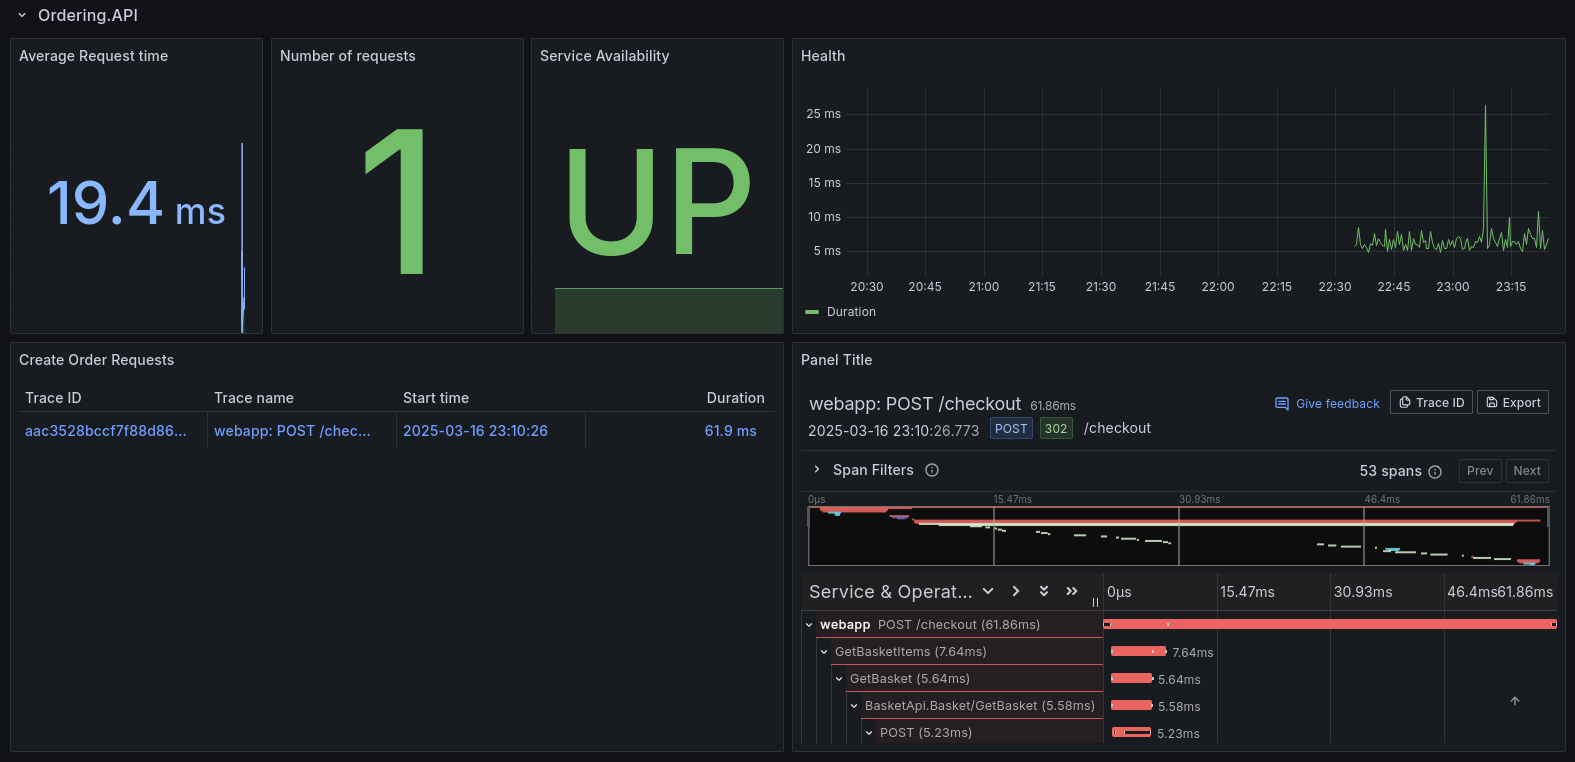 Ordering.API
Average Request time
19.4 ms
Number of requests
1
Service Availability
UP
Health
25 ms
20 ms
15 ms
10 ms
5 ms
20:30 20:45 21:00 21:15 21:30 21:45 22:00 22:15 22:30 22:45 23:00 23:15
Duration
Create Order Requests
Trace ID Trace name Start time Duration
aac3528bccf7f88d86... webapp: POST /chec... 2025-03-16 23:10:26 61.9 ms
Panel Title
webapp: POST /checkout 61.86ms Give feedback Trace ID Export
2025-03-16 23:10:26.773 POST 302 /checkout
Span Filters 53 spans Prev Next
0μs 15.47ms 30.93ms 46.4ms 61.86ms
Service & Operat... 0μs 15.47ms 30.93ms 46.4ms 61.86ms
webapp POST /checkout (61.86ms)
GetBasketItems (7.64ms) 7.64ms
GetBasket (5.64ms) 5.64ms
BasketApi.Basket/GetBasket (5.58ms) 5.58ms
POST (5.23ms) 5.23ms